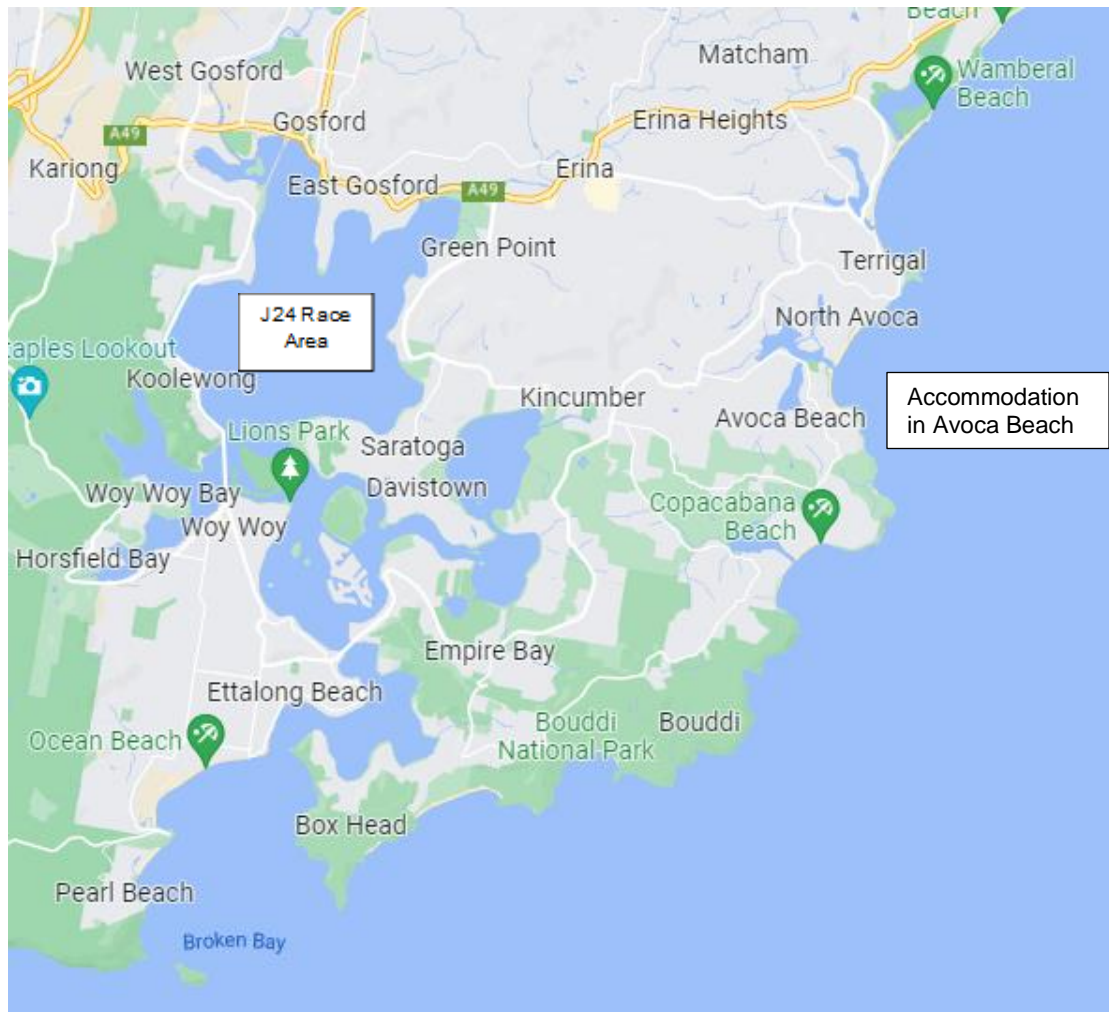 Beach
Matcham
West Gosford
Wamberal
Beach
Gosford
Erina Heights
A49
Kariong
Erina
East Gosford
A49
Green Point
Terrigal
J24 Race
Area
North Avoca
taples Lookout
Koolewong
Kincumber
Accommodation
in Avoca Beach
Avoca Beach
Lions Park
Saratoga
Davistown
Woy Woy Bay
Copacabana
Beach
Woy Woy
Horsfield Bay
Empire Bay
Ettalong Beach
Bouddi
National Park
Bouddi
Ocean Beach
Box Head
Pearl Beach
Broken Bay